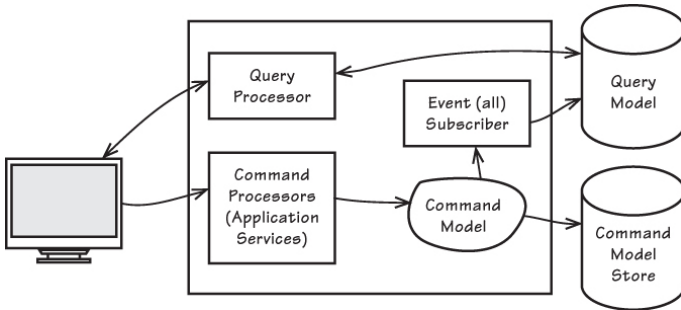 Query
Processor
Event (all)
Subscriber
Query
Model
Command
Processors
(Application
Services)
Command
Model
Command
Model
Store